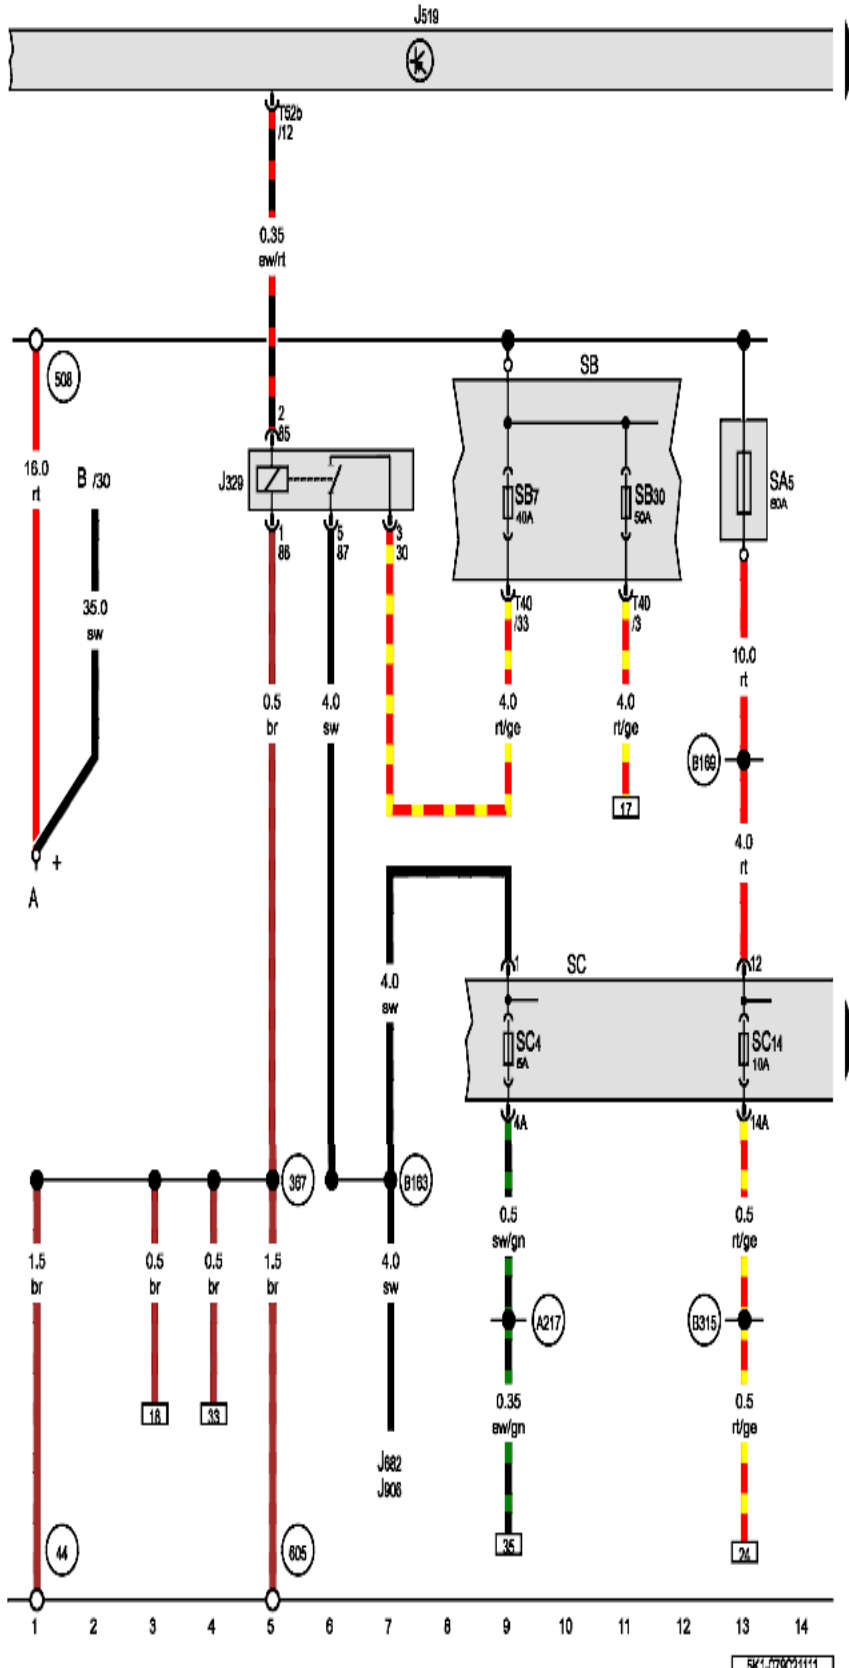 J519
T52b
/12
0.35
sw/rt
508
SB
2
85
16.0
rt
B /30
J329
SB7
40A
SB30
50A
SA5
80A
1
86
5
87
3
30
T40
/33
T40
/3
35.0
sw
10.0
rt
0.5
br
4.0
sw
4.0
rt/ge
4.0
rt/ge
B169
17
4.0
rt
+
A
1
SC
12
4.0
sw
SC4
5A
SC14
10A
4A
14A
367
B163
1.5
br
0.5
br
0.5
br
1.5
br
4.0
sw
0.5
sw/gn
0.5
rt/ge
A217
B315
18
33
0.35
sw/gn
0.5
rt/ge
J682
J906
35
24
44
605
1 2 3 4 5 6 7 8 9 10 11 12 13 14
5K1-079021111